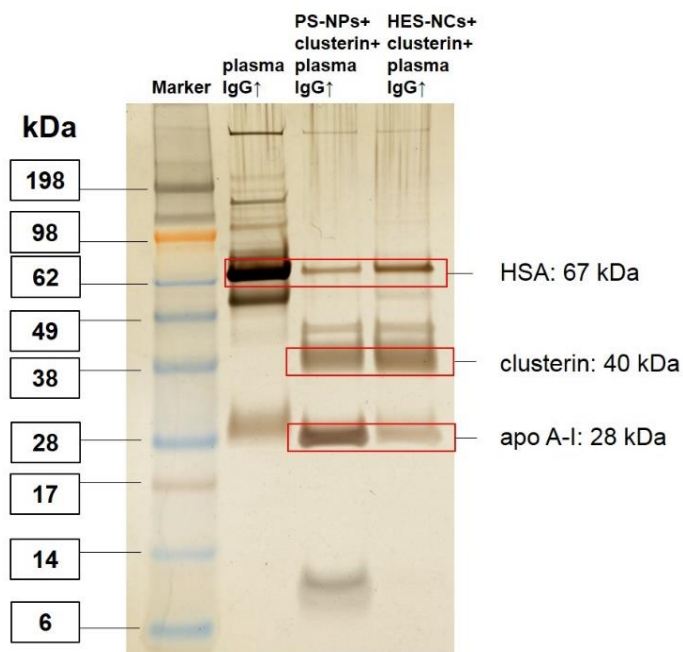 PS-NPs+ HES-NCs+
clusterin+ clusterin+
plasma plasma plasma
Marker IgG↑ IgG↑ IgG↑
kDa
198
98
62
49
38
28
17
14
6
HSA: 67 kDa
clusterin: 40 kDa
apo A-I: 28 kDa